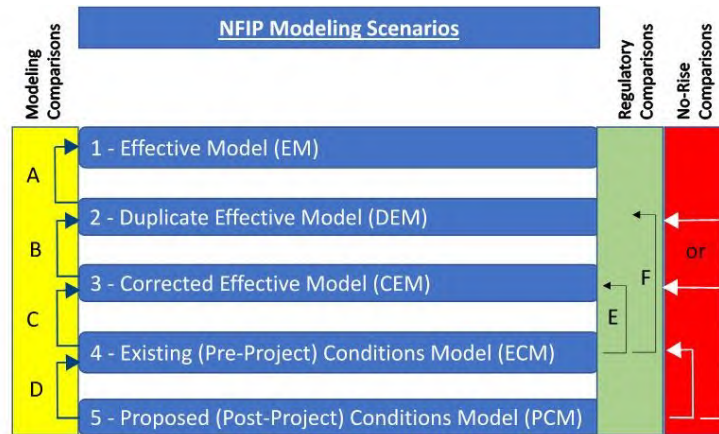 NFIP Modeling Scenarios
Modeling
Comparisons
Regulatory
Comparisons
No-Rise
Comparisons
1 - Effective Model (EM)
A
2 - Duplicate Effective Model (DEM)
B
or
F
3 - Corrected Effective Model (CEM)
C
E
4 - Existing (Pre-Project) Conditions Model (ECM)
D
5 - Proposed (Post-Project) Conditions Model (PCM)